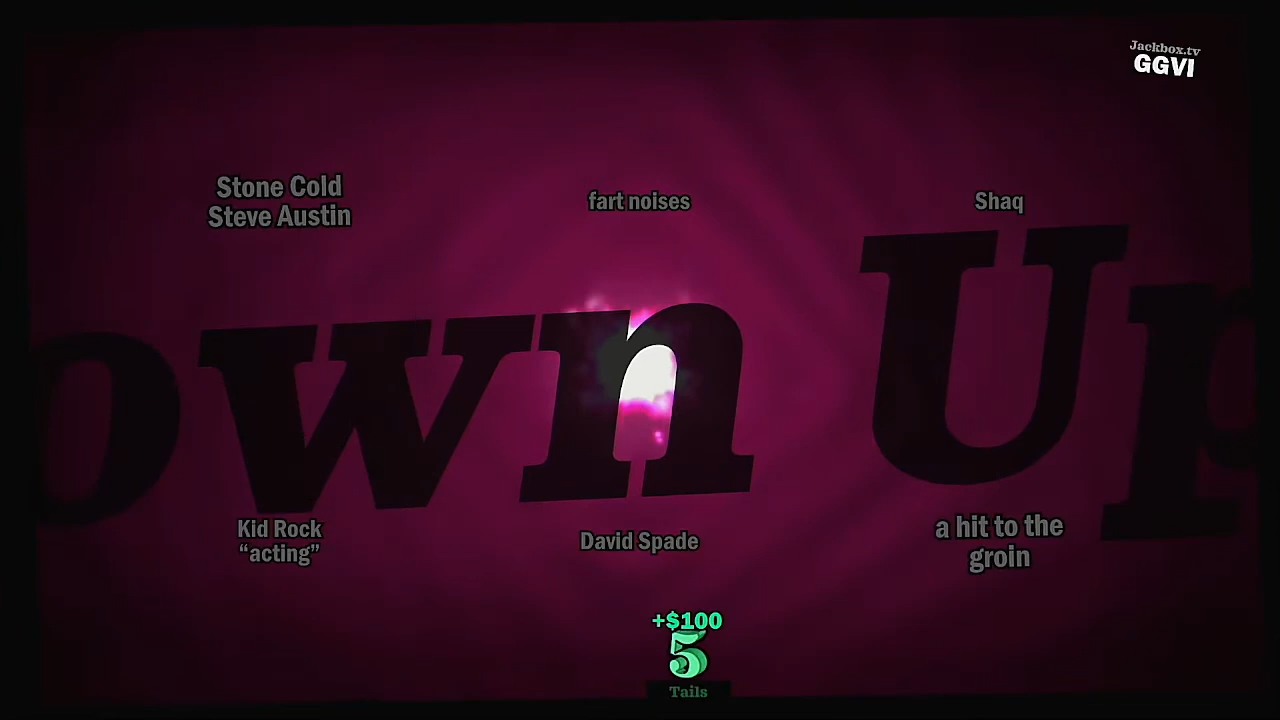 Jackbox.tv
GGVI
Stone Cold
Steve Austin
fart noises
Shaq
own Up
Kid Rock
“acting”
David Spade
a hit to the
groin
+$100
5
Tails